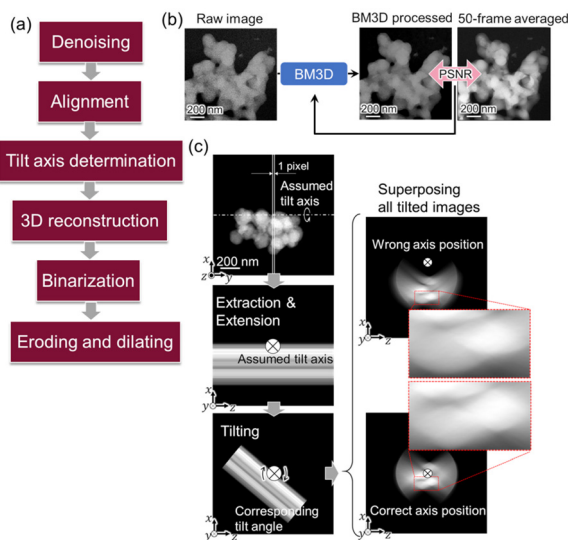 (a)
Denoising
Alignment
Tilt axis determination
3D reconstruction
Binarization
Eroding and dilating
(b)
Raw image
BM3D processed
50-frame averaged
200 nm
BM3D
200 nm
PSNR
200 nm
(c)
1 pixel
Assumed
tilt axis
200 nm
x
z
y
Extraction &
Extension
Assumed tilt axis
x
y
z
Tilting
Corresponding
tilt angle
x
y
z
Superposing
all tilted images
Wrong axis position
x
y
z
Correct axis position
x
y
z